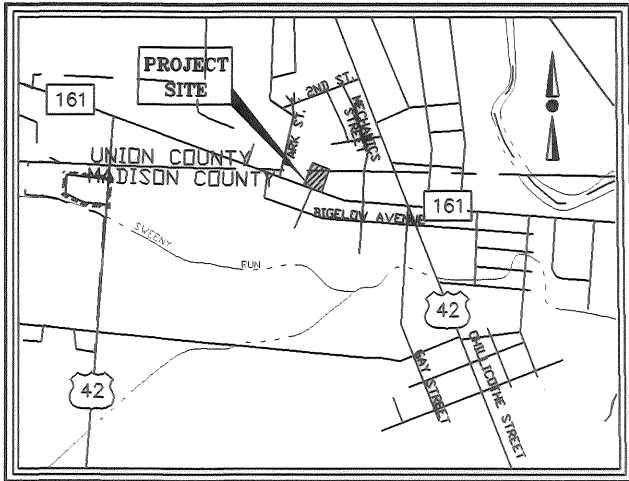 PROJECT
SITE
161
W 2ND ST.
MECHANICS
STREET
UNION COUNTY
MADISON COUNTY
161
BIGELOW AVENUE
SWEENY
RUN
42
42
GAY STREET
CHILLICOTHE STREET